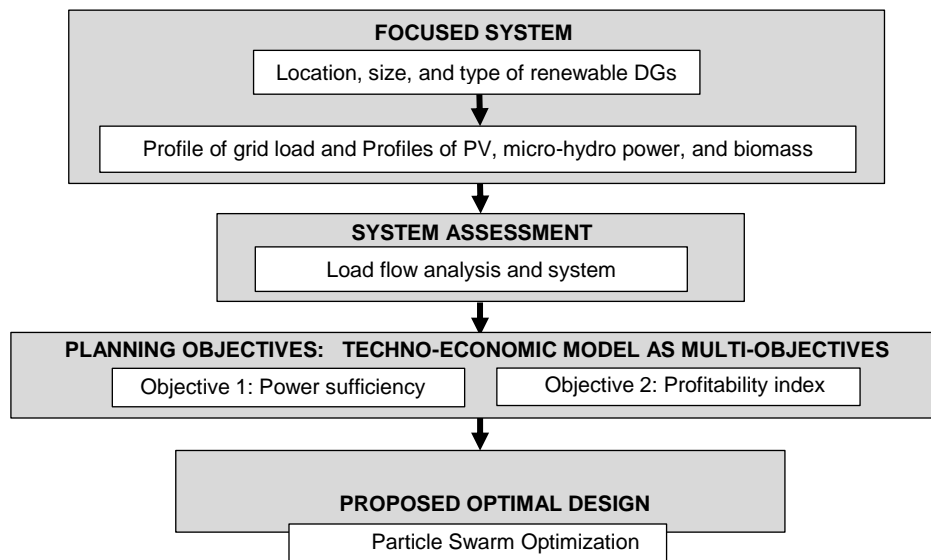 FOCUSED SYSTEM
Location, size, and type of renewable DGs
Profile of grid load and Profiles of PV, micro-hydro power, and biomass
SYSTEM ASSESSMENT
Load flow analysis and system
PLANNING OBJECTIVES: TECHNO-ECONOMIC MODEL AS MULTI-OBJECTIVES
Objective 1: Power sufficiency
Objective 2: Profitability index
PROPOSED OPTIMAL DESIGN
Particle Swarm Optimization